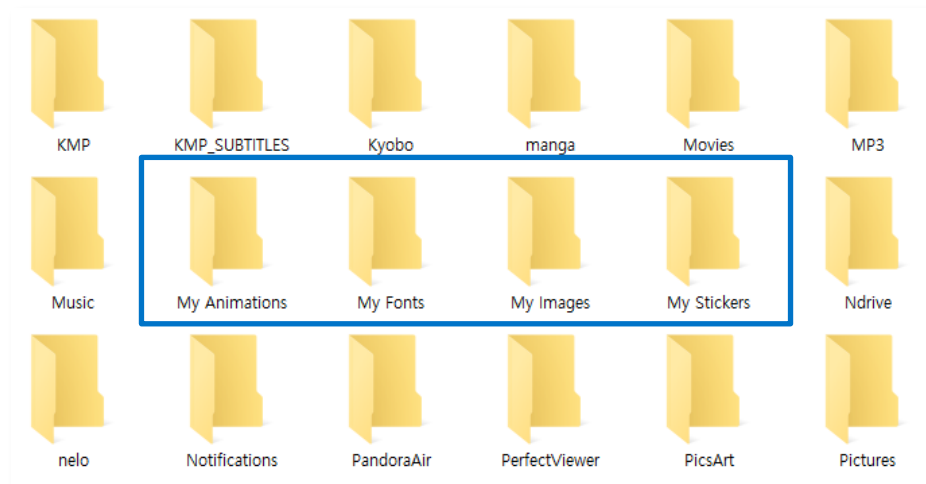 KMP KMP_SUBTITLES Kyobo manga Movies MP3
Music My Animations My Fonts My Images My Stickers Ndrive
nelo Notifications PandoraAir PerfectViewer PicsArt Pictures